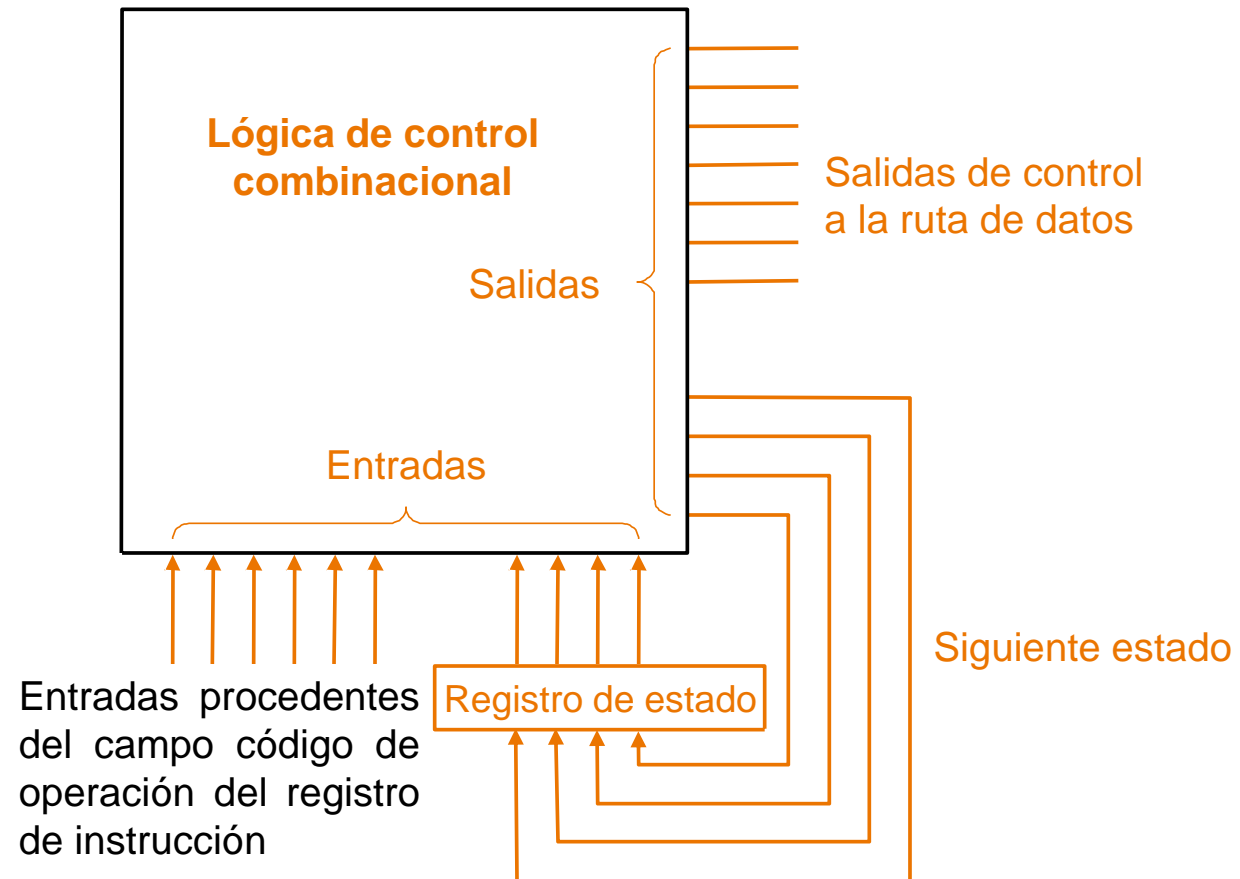 Lógica de control
combinacional
Salidas de control
a la ruta de datos
Salidas
Entradas
Siguiente estado
Registro de estado
Entradas procedentes
del campo código de
operación del registro
de instrucción